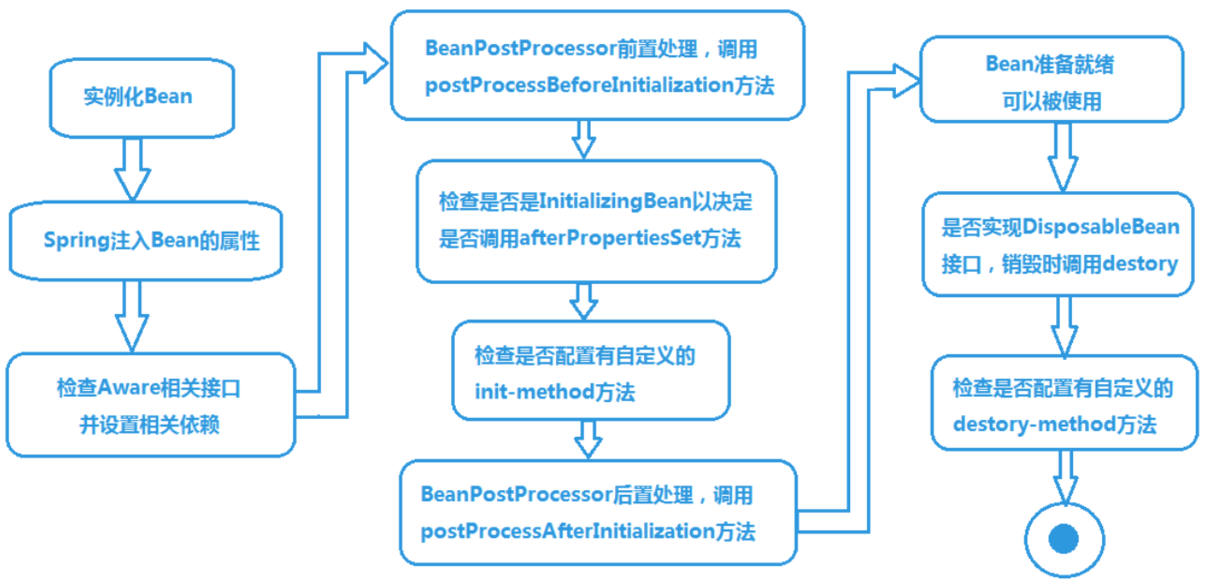 实例化Bean
Spring注入Bean的属性
检查Aware相关接口
并设置相关依赖
BeanPostProcessor前置处理，调用
postProcessBeforeInitialization方法
检查是否是InitializingBean以决定
是否调用afterPropertiesSet方法
检查是否配置有自定义的
init-method方法
BeanPostProcessor后置处理，调用
postProcessAfterInitialization方法
Bean准备就绪
可以被使用
是否实现DisposableBean
接口，销毁时调用destory
检查是否配置有自定义的
destory-method方法